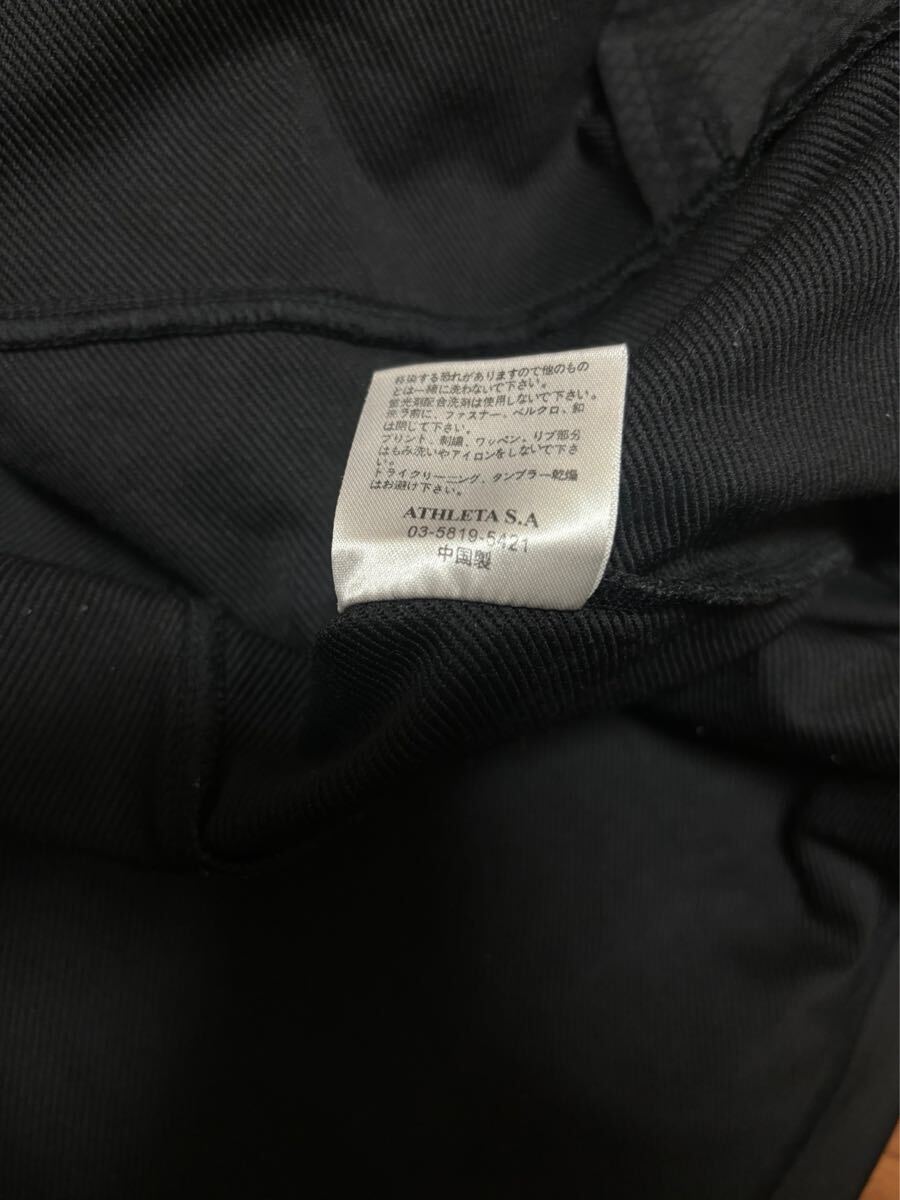 移染する恐れがありますので他のもの
とは一緒に洗わないで下さい。
蛍光剤配合洗剤は使用しないで下さい。
洗う前に、ファスナー、ベルクロ、釦
は閉じて下さい。
プリント、刺繍、ワッペン、リブ部分
はもみ洗いやアイロンをしないで下さ
い。
ドライクリーニング、タンブラー乾燥
はお避け下さい。
ATHLETA S.A
03-5819-5421
中国製